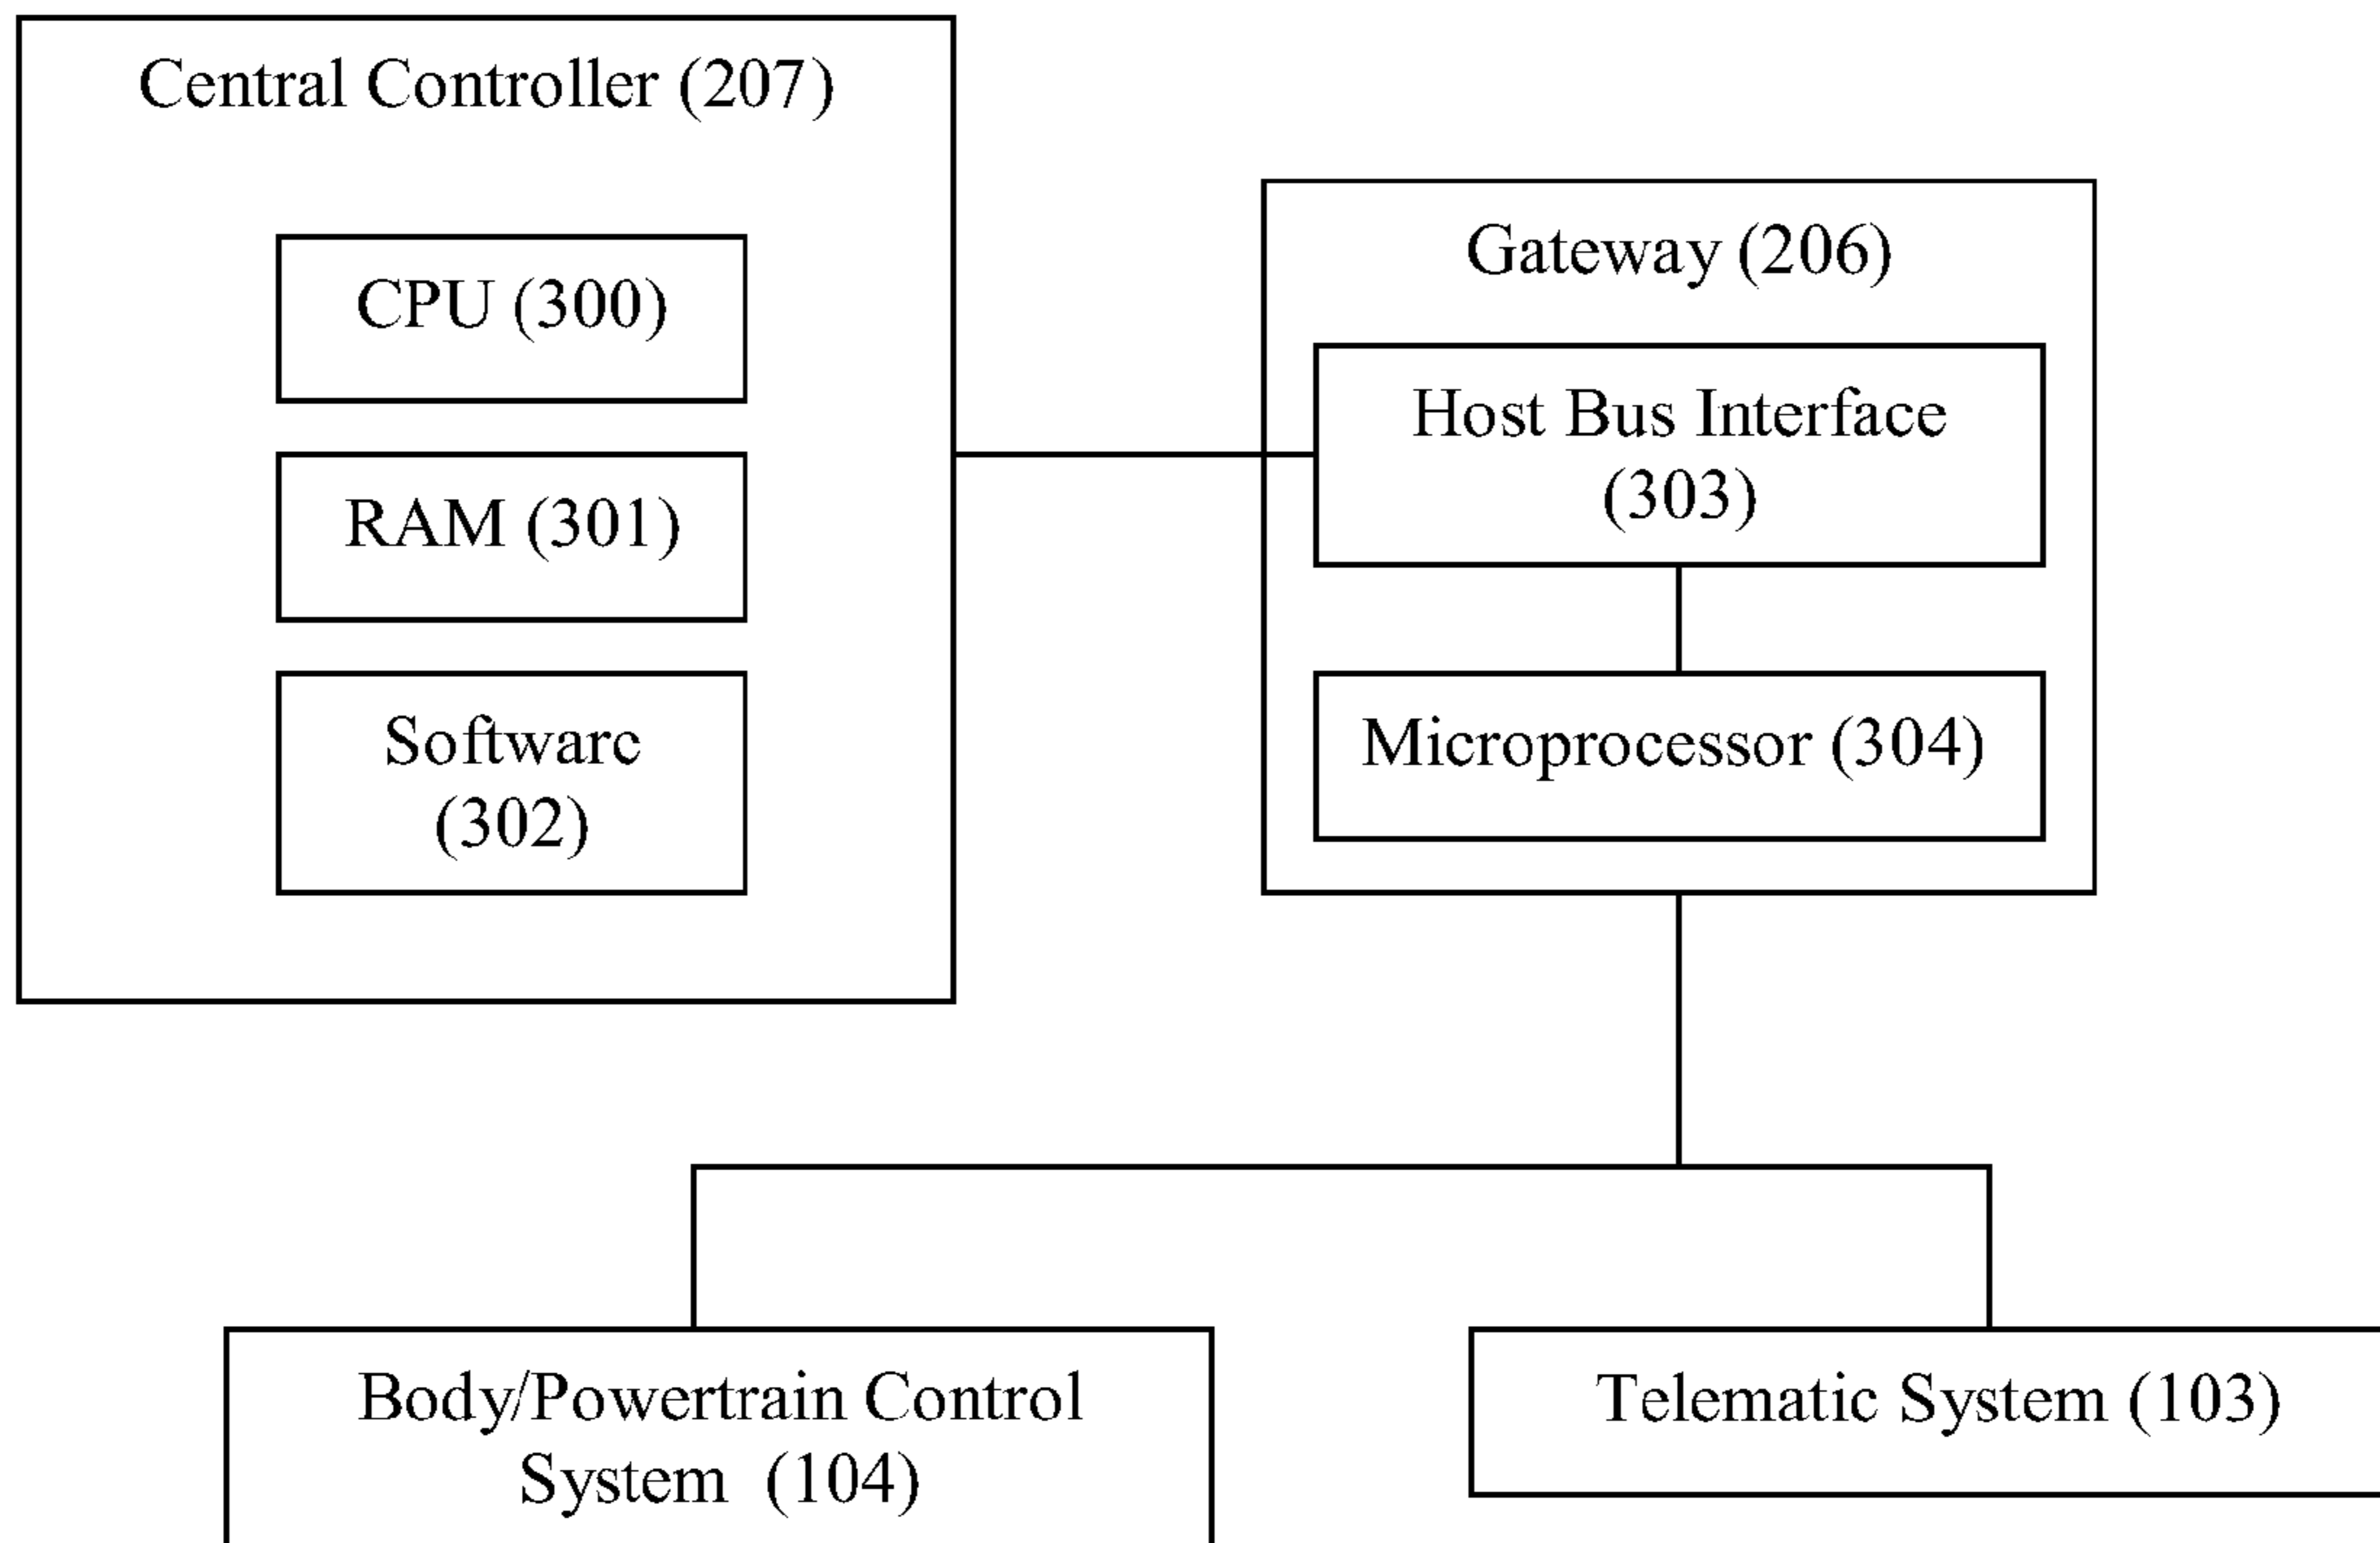 Central Controller (207)
CPU (300)
RAM (301)
Software
(302)
Gateway (206)
Host Bus Interface
(303)
Microprocessor (304)
Body/Powertrain Control
System (104)
Telematic System (103)